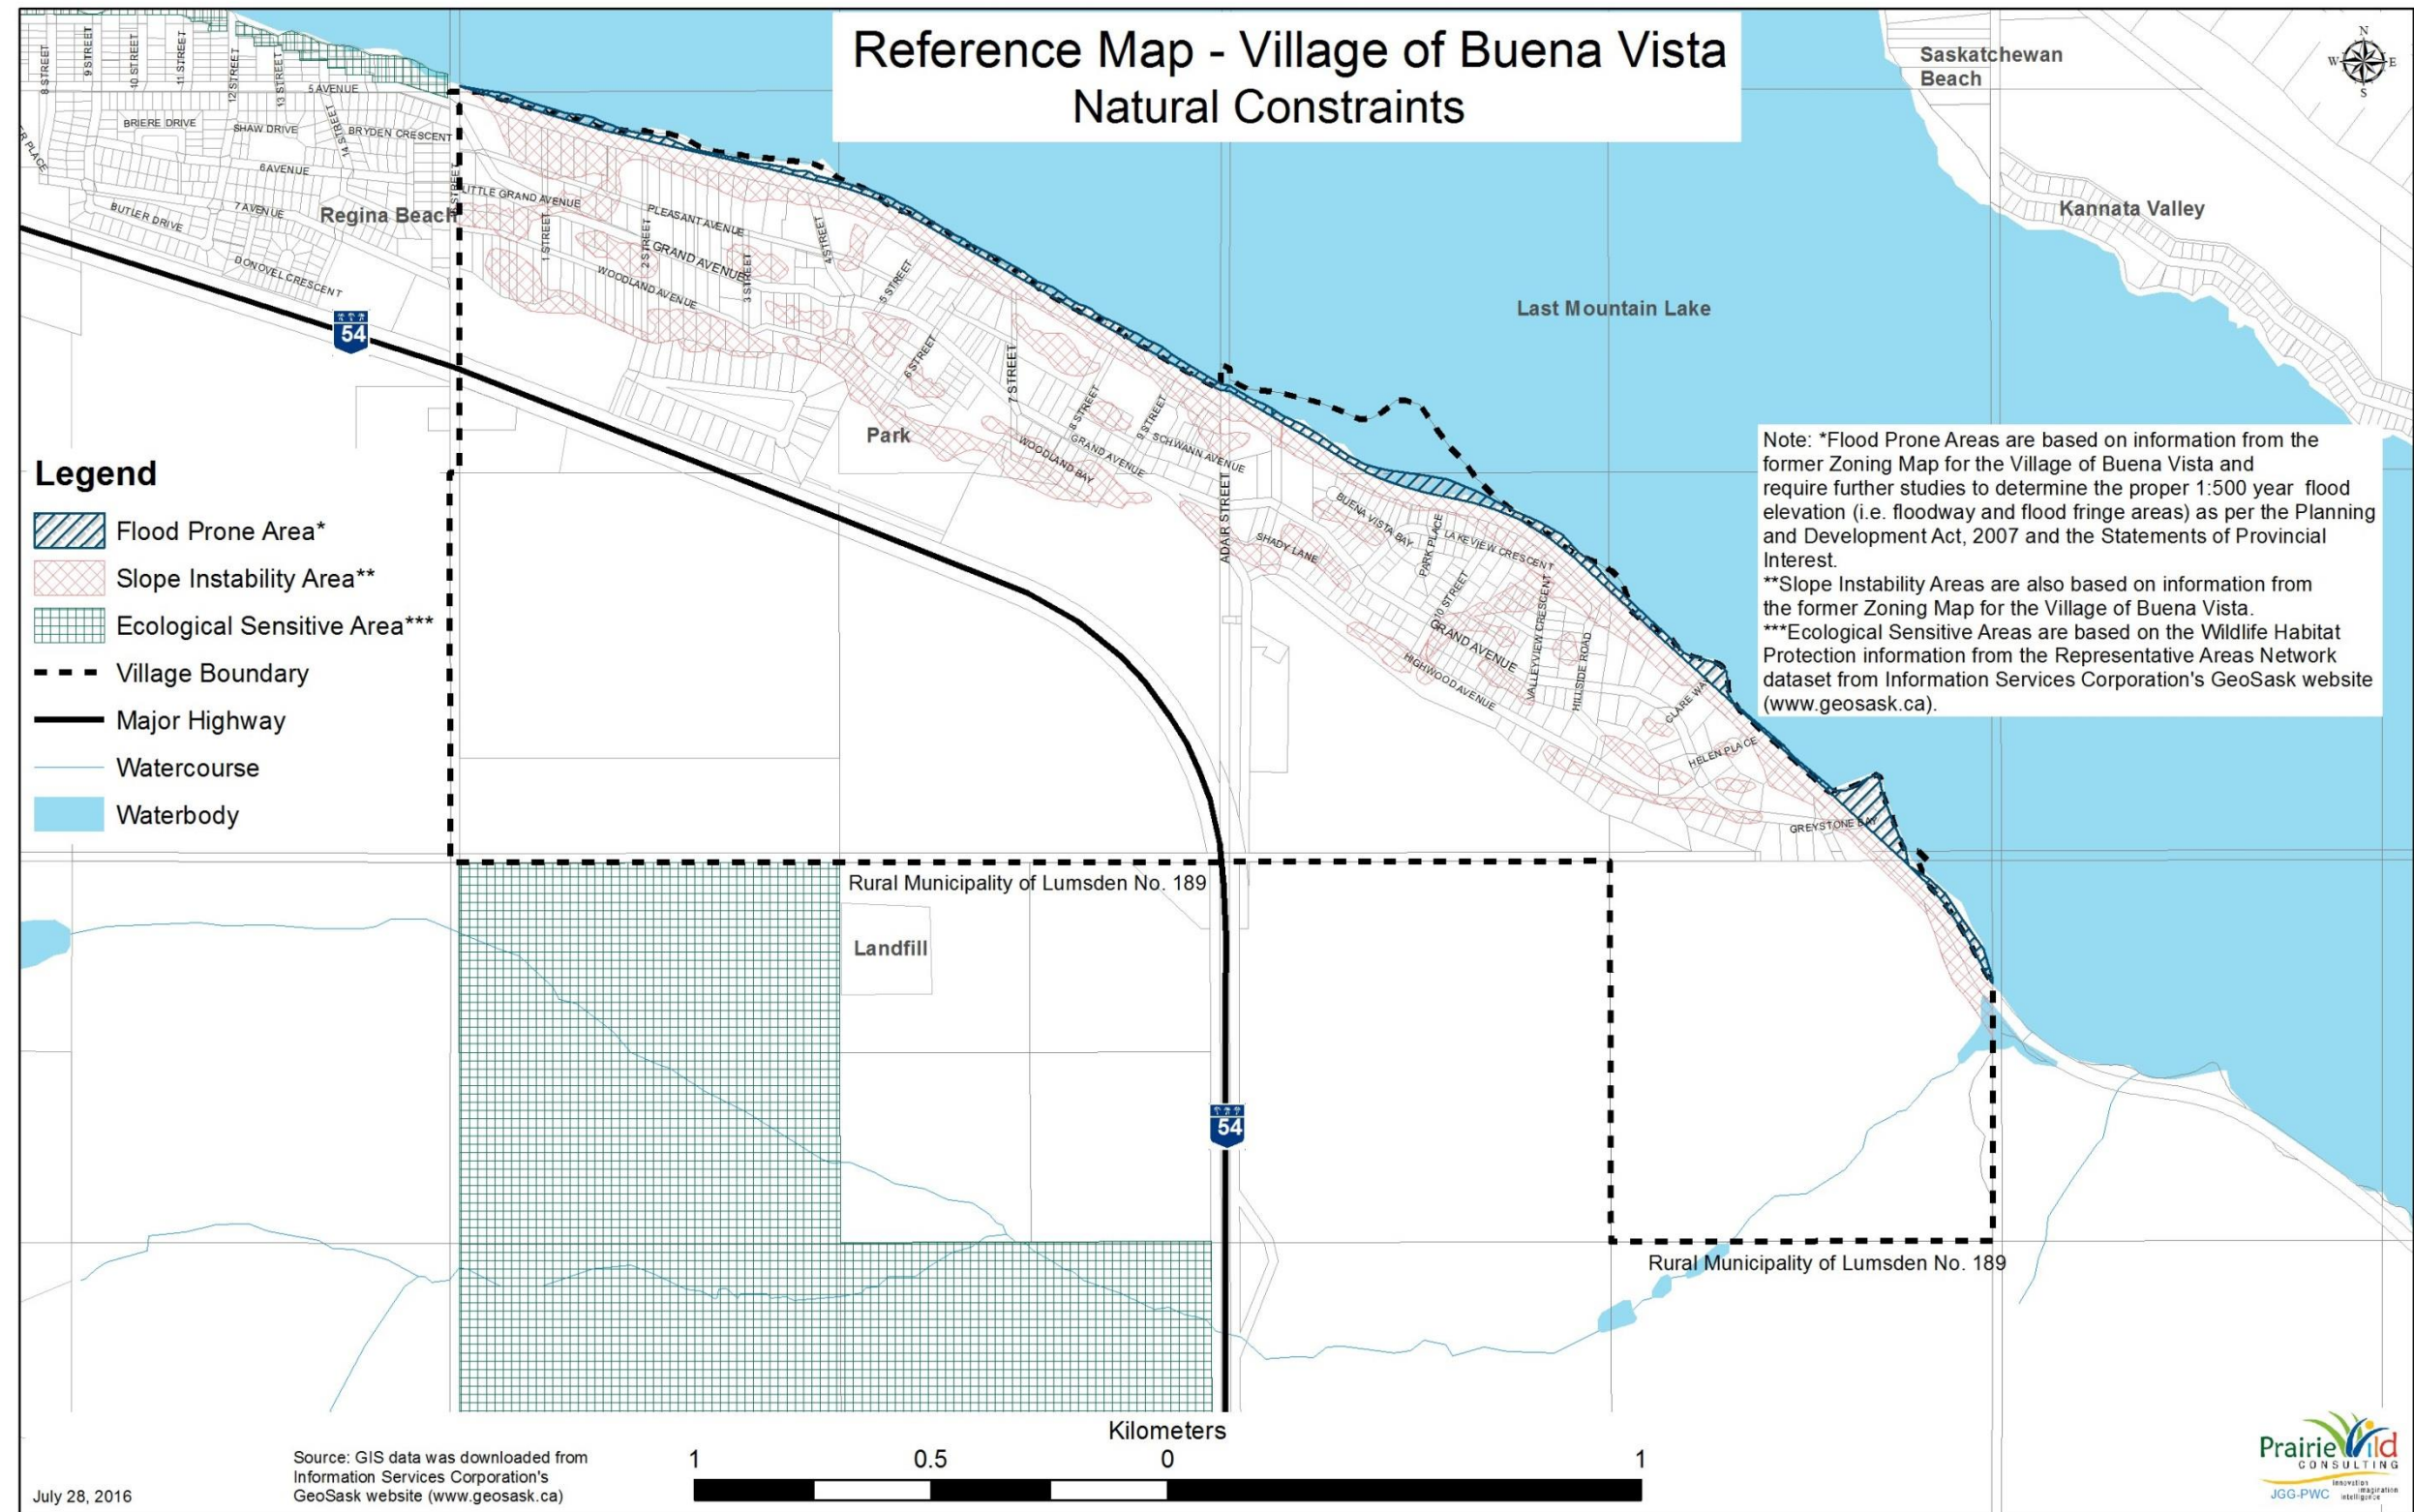 Reference Map - Village of Buena Vista
Natural Constraints
N
W
E
S
Saskatchewan
Beach
Kannata Valley
Last Mountain Lake
8 STREET
9 STREET
10 STREET
11 STREET
12 STREET
13 STREET
14 STREET
5 AVENUE
BRIERE DRIVE
SHAW DRIVE
BRYDEN CRESCENT
PLACE
6 AVENUE
7 AVENUE
BUTLER DRIVE
Regina Beach
DONOVEL CRESCENT
STREET
LITTLE GRAND AVENUE
PLEASANT AVENUE
GRAND AVENUE
WOODLAND AVENUE
1 STREET
2 STREET
3 STREET
4 STREET
5 STREET
6 STREET
7 STREET
8 STREET
9 STREET
54
Park
WOODLAND BAY
GRAND AVENUE
SCHWANN AVENUE
ADAIR STREET
SHADY LANE
BUENA VISTA BAY
PARK PLACE
LAKEVIEW CRESCENT
10 STREET
GRAND AVENUE
HIGHWOOD AVENUE
VALLEYVIEW CRESCENT
HILLSIDE ROAD
CLARE WAY
HELEN PLACE
GREYSTONE BAY
Note: *Flood Prone Areas are based on information from the
former Zoning Map for the Village of Buena Vista and
require further studies to determine the proper 1:500 year flood
elevation (i.e. floodway and flood fringe areas) as per the Planning
and Development Act, 2007 and the Statements of Provincial
Interest.
**Slope Instability Areas are also based on information from
the former Zoning Map for the Village of Buena Vista.
***Ecological Sensitive Areas are based on the Wildlife Habitat
Protection information from the Representative Areas Network
dataset from Information Services Corporation's GeoSask website
(www.geosask.ca).
Legend
Flood Prone Area*
Slope Instability Area**
Ecological Sensitive Area***
Village Boundary
Major Highway
Watercourse
Waterbody
Rural Municipality of Lumsden No. 189
Landfill
54
Rural Municipality of Lumsden No. 189
Kilometers
1 0.5 0 1
Source: GIS data was downloaded from
Information Services Corporation's
GeoSask website (www.geosask.ca)
July 28, 2016
Prairie Wild
CONSULTING
innovation
imagination
intelligence
JGG-PWC